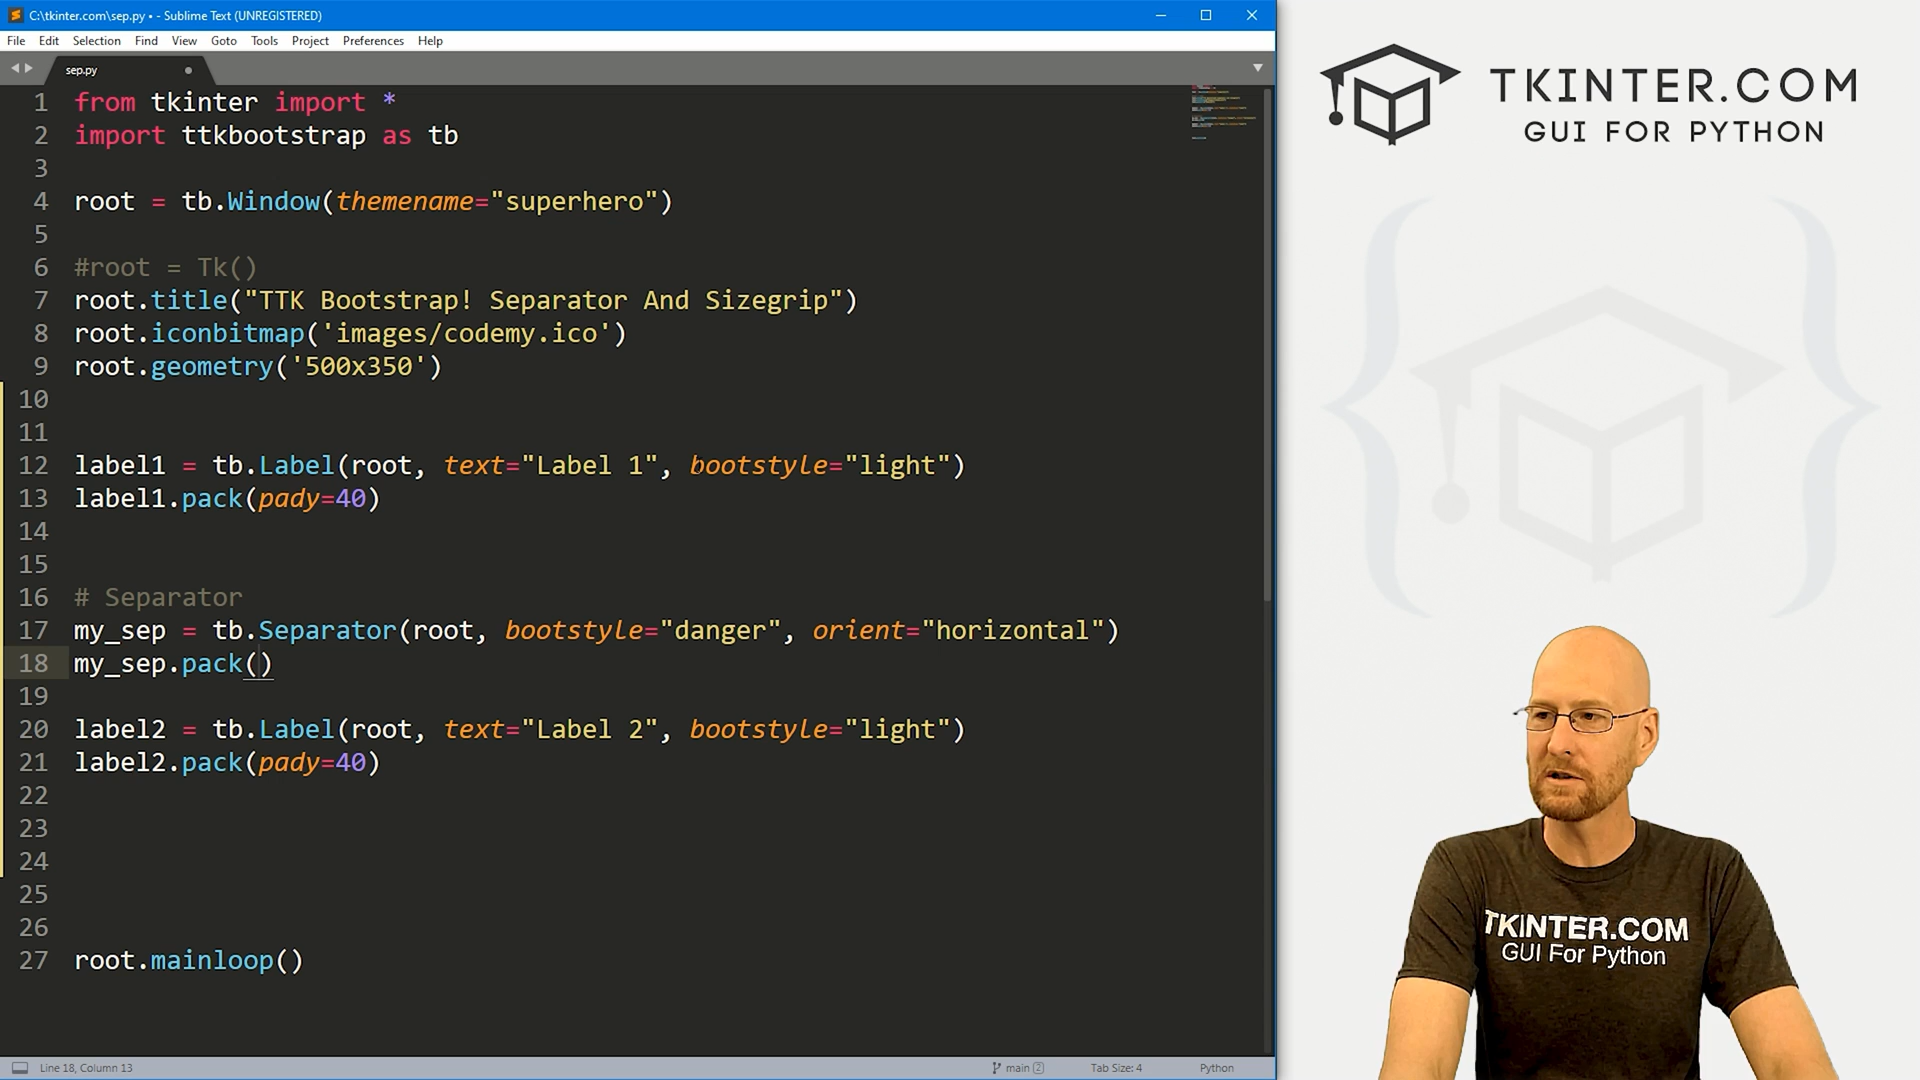 C:\tkinter.com\sep.py • - Sublime Text (UNREGISTERED)
File Edit Selection Find View Goto Tools Project Preferences Help
sep.py
1 from tkinter import *
2 import ttkbootstrap as tb
3
4 root = tb.Window(themename="superhero")
5
6 #root = Tk()
7 root.title("TTK Bootstrap! Separator And Sizegrip")
8 root.iconbitmap('images/codemy.ico')
9 root.geometry('500x350')
10
11
12 label1 = tb.Label(root, text="Label 1", bootstyle="light")
13 label1.pack(pady=40)
14
15
16 # Separator
17 my_sep = tb.Separator(root, bootstyle="danger", orient="horizontal")
18 my_sep.pack()
19
20 label2 = tb.Label(root, text="Label 2", bootstyle="light")
21 label2.pack(pady=40)
22
23
24
25
26
27 root.mainloop()
Line 18, Column 13 main 2 Tab Size: 4 Python
TKINTER.COM
GUI FOR PYTHON
TKINTER.COM
GUI For Python